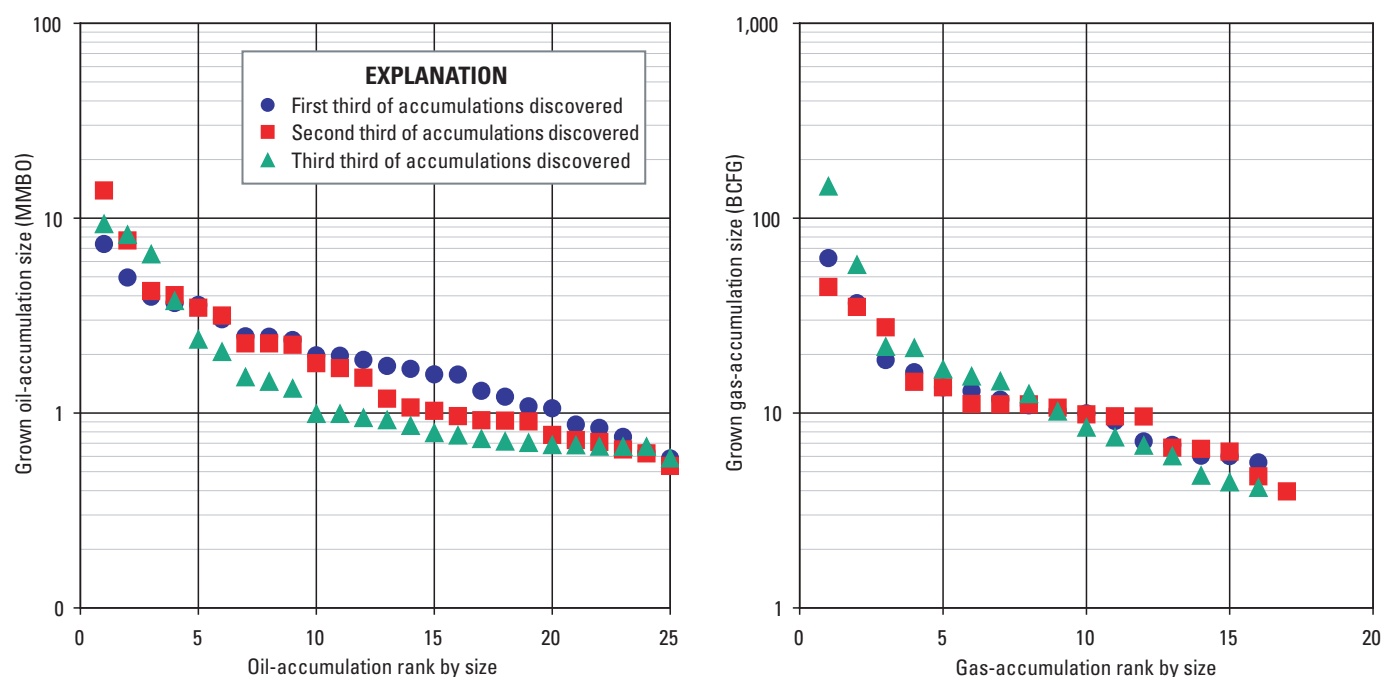 100
10
1
0
Grown oil-accumulation size (MMBO)
EXPLANATION
First third of accumulations discovered
Second third of accumulations discovered
Third third of accumulations discovered
0 5 10 15 20 25
Oil-accumulation rank by size
1,000
100
10
1
Grown gas-accumulation size (BCFG)
0 5 10 15 20
Gas-accumulation rank by size